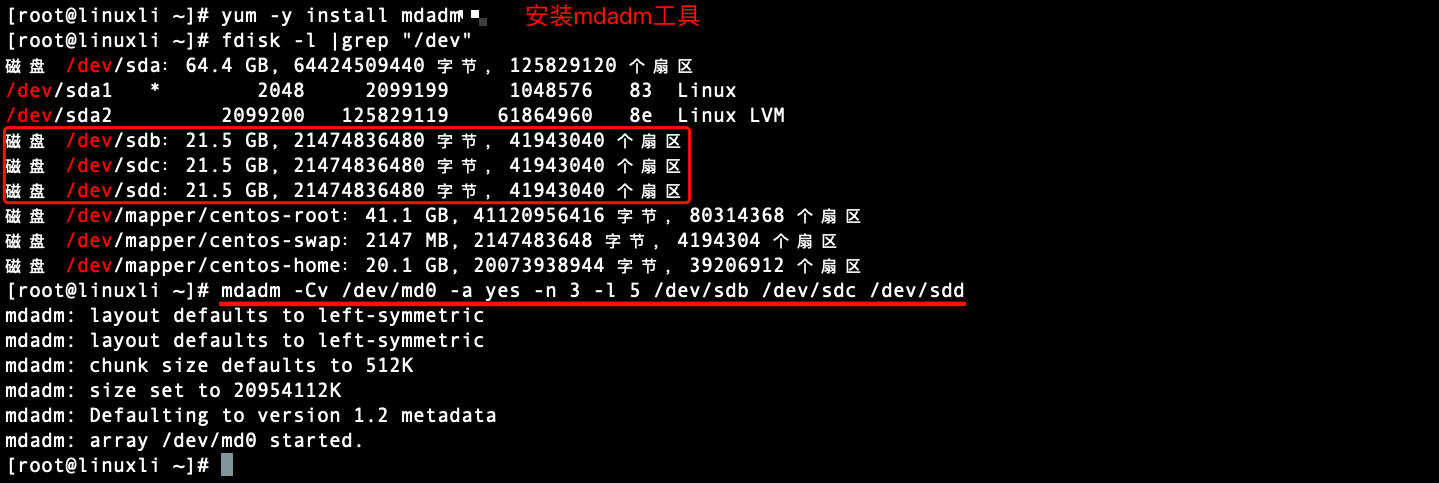 [root@linuxli ~]# yum -y install mdadm 安装mdadm工具
[root@linuxli ~]# fdisk -l |grep "/dev"
磁盘 /dev/sda: 64.4 GB, 64424509440 字节, 125829120 个扇区
/dev/sda1   *        2048     2099199     1048576   83  Linux
/dev/sda2         2099200   125829119    61864960   8e  Linux LVM
磁盘 /dev/sdb: 21.5 GB, 21474836480 字节, 41943040 个扇区
磁盘 /dev/sdc: 21.5 GB, 21474836480 字节, 41943040 个扇区
磁盘 /dev/sdd: 21.5 GB, 21474836480 字节, 41943040 个扇区
磁盘 /dev/mapper/centos-root: 41.1 GB, 41120956416 字节, 80314368 个扇区
磁盘 /dev/mapper/centos-swap: 2147 MB, 2147483648 字节, 4194304 个扇区
磁盘 /dev/mapper/centos-home: 20.1 GB, 20073938944 字节, 39206912 个扇区
[root@linuxli ~]# mdadm -Cv /dev/md0 -a yes -n 3 -l 5 /dev/sdb /dev/sdc /dev/sdd
mdadm: layout defaults to left-symmetric
mdadm: layout defaults to left-symmetric
mdadm: chunk size defaults to 512K
mdadm: size set to 20954112K
mdadm: Defaulting to version 1.2 metadata
mdadm: array /dev/md0 started.
[root@linuxli ~]#